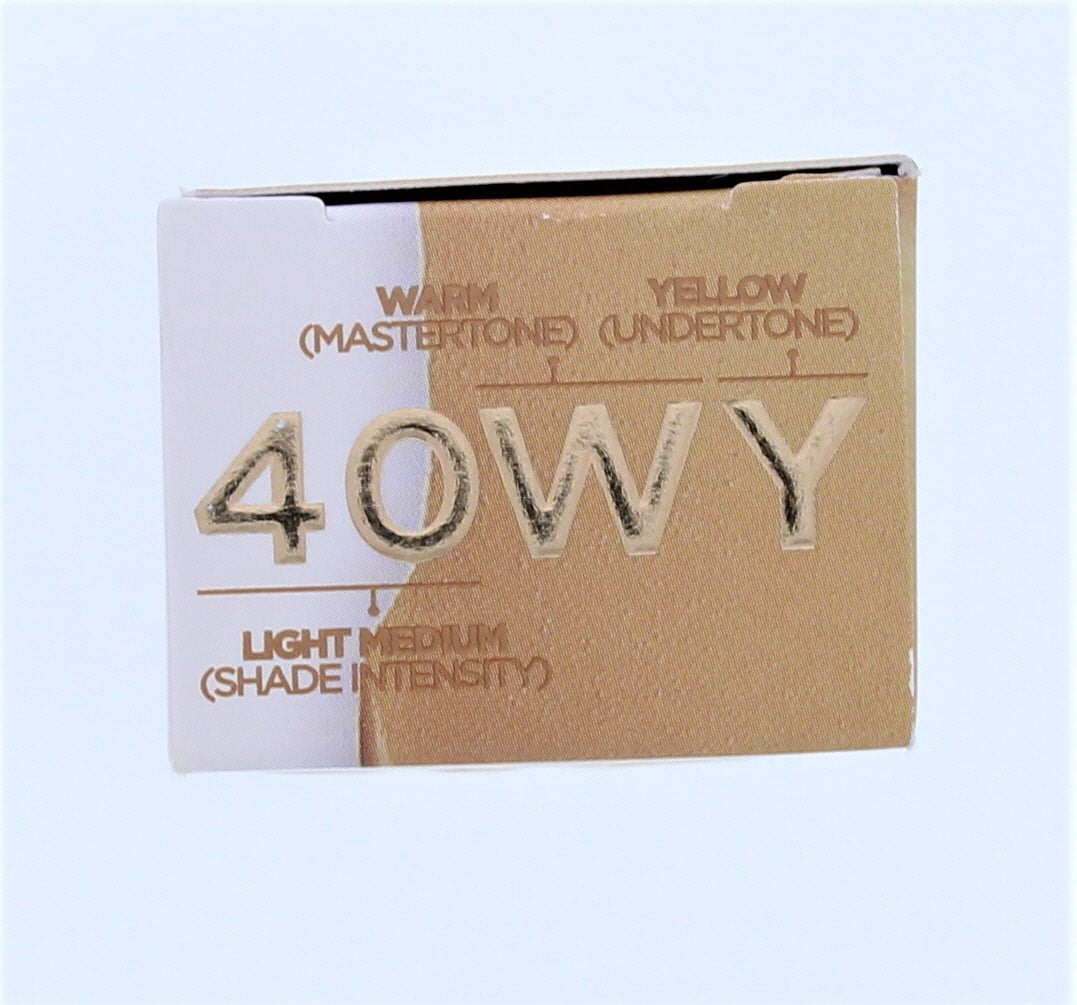 WARM YELLOW
(MASTERTONE) (UNDERTONE)
40WY
LIGHT MEDIUM
(SHADE INTENSITY)